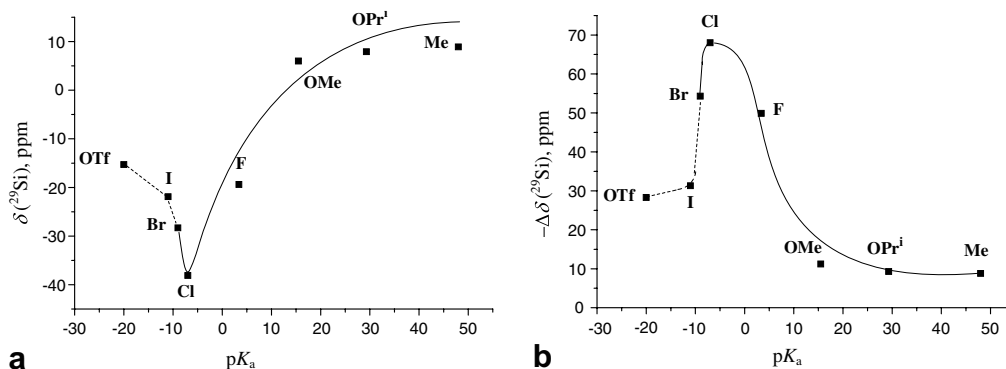 10
0
-10
-20
-30
-40
δ(²⁹Si), ppm
OTf
I
Br
Cl
F
OMe
OPrⁱ
Me
-30 -20 -10 0 10 20 30 40 50
pKₐ
a
70
60
50
40
30
20
10
0
−Δδ(²⁹Si), ppm
Cl
Br
F
OTf
I
OMe
OPrⁱ
Me
-30 -20 -10 0 10 20 30 40 50
pKₐ
b